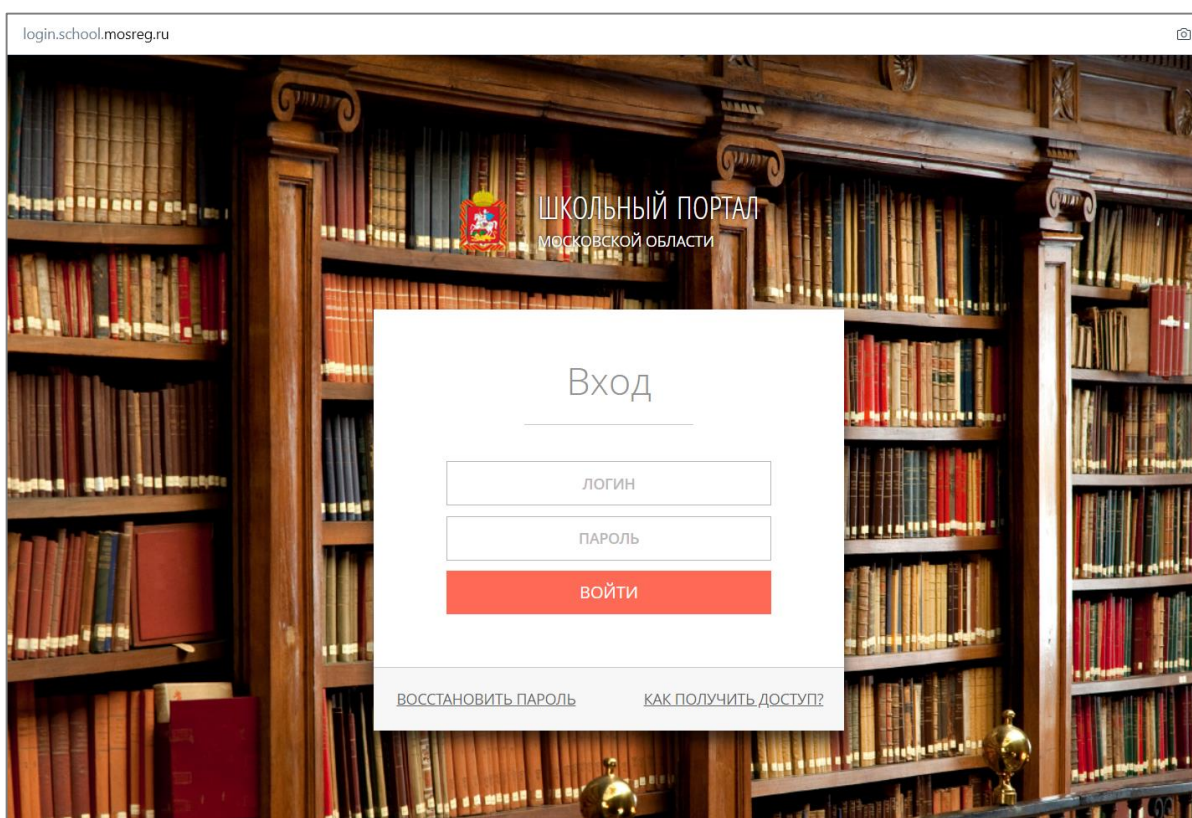 login.school.mosreg.ru
ШКОЛЬНЫЙ ПОРТАЛ
МОСКОВСКОЙ ОБЛАСТИ
Вход
ЛОГИН
ПАРОЛЬ
ВОЙТИ
ВОССТАНОВИТЬ ПАРОЛЬ
КАК ПОЛУЧИТЬ ДОСТУП?